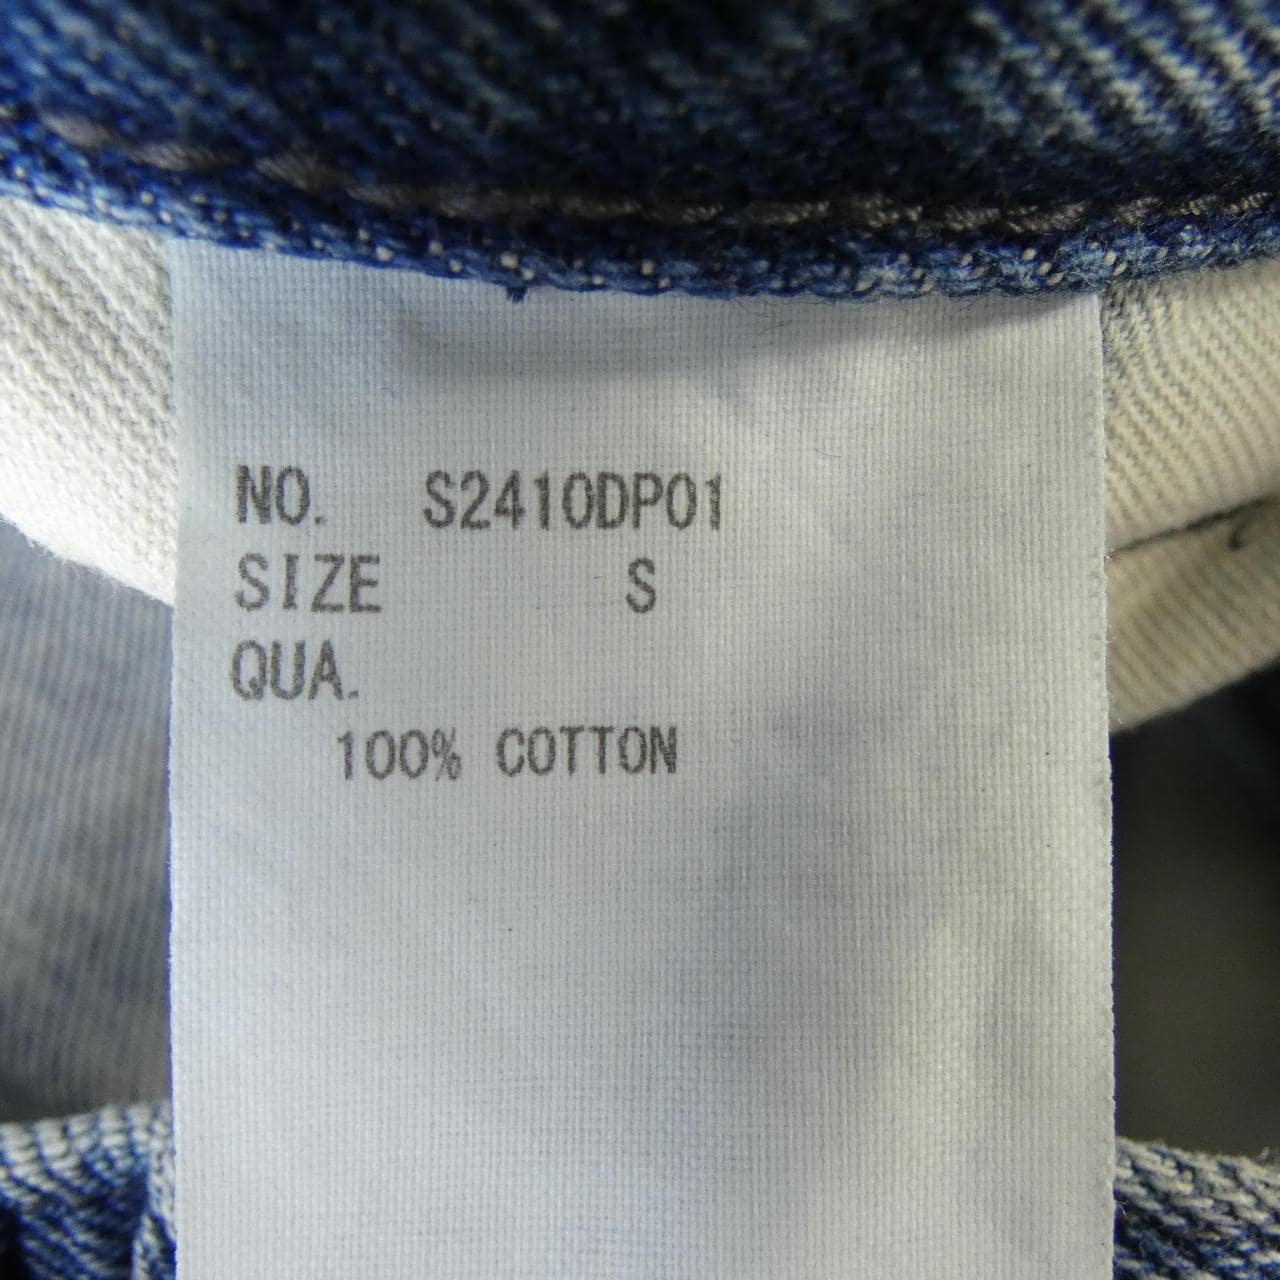 NO. S2410DP01
SIZE S
QUA.
100% COTTON